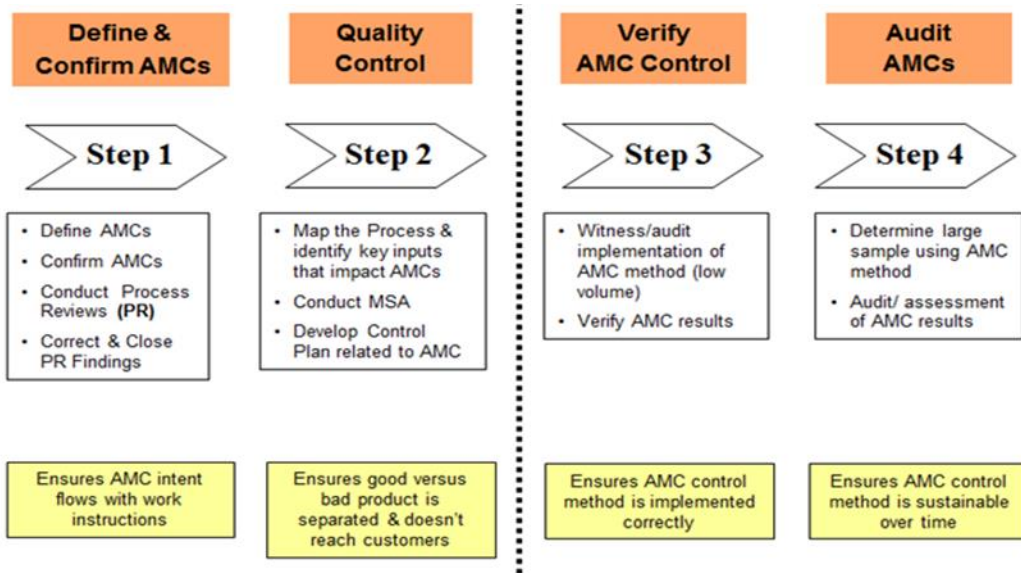 Define &
Confirm AMCs
Quality
Control
Verify
AMC Control
Audit
AMCs
Step 1
Step 2
Step 3
Step 4
• Define AMCs
• Confirm AMCs
• Conduct Process
Reviews (PR)
• Correct & Close
PR Findings
• Map the Process &
identify key inputs
that impact AMCs
• Conduct MSA
• Develop Control
Plan related to AMC
• Witness/audit
implementation of
AMC method (low
volume)
• Verify AMC results
• Determine large
sample using AMC
method
• Audit/ assessment
of AMC results
Ensures AMC intent
flows with work
instructions
Ensures good versus
bad product is
separated & doesn't
reach customers
Ensures AMC control
method is implemented
correctly
Ensures AMC control
method is sustainable
over time